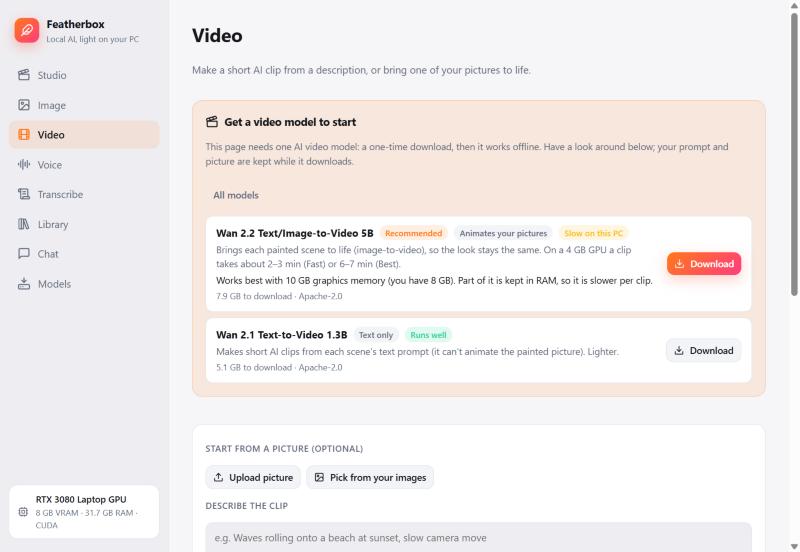 Featherbox
Local AI, light on your PC
Studio
Image
Video
Voice
Transcribe
Library
Chat
Models
RTX 3080 Laptop GPU
8 GB VRAM · 31.7 GB RAM ·
CUDA
Video
Make a short AI clip from a description, or bring one of your pictures to life.
Get a video model to start
This page needs one AI video model: a one-time download, then it works offline. Have a look around below; your prompt and
picture are kept while it downloads.
All models
Wan 2.2 Text/Image-to-Video 5B Recommended Animates your pictures Slow on this PC
Brings each painted scene to life (image-to-video), so the look stays the same. On a 4 GB GPU a clip
takes about 2–3 min (Fast) or 6–7 min (Best).
Works best with 10 GB graphics memory (you have 8 GB). Part of it is kept in RAM, so it is slower per clip.
7.9 GB to download · Apache-2.0
Download
Wan 2.1 Text-to-Video 1.3B Text only Runs well
Makes short AI clips from each scene's text prompt (it can't animate the painted picture). Lighter.
5.1 GB to download · Apache-2.0
Download
START FROM A PICTURE (OPTIONAL)
Upload picture Pick from your images
DESCRIBE THE CLIP
e.g. Waves rolling onto a beach at sunset, slow camera move